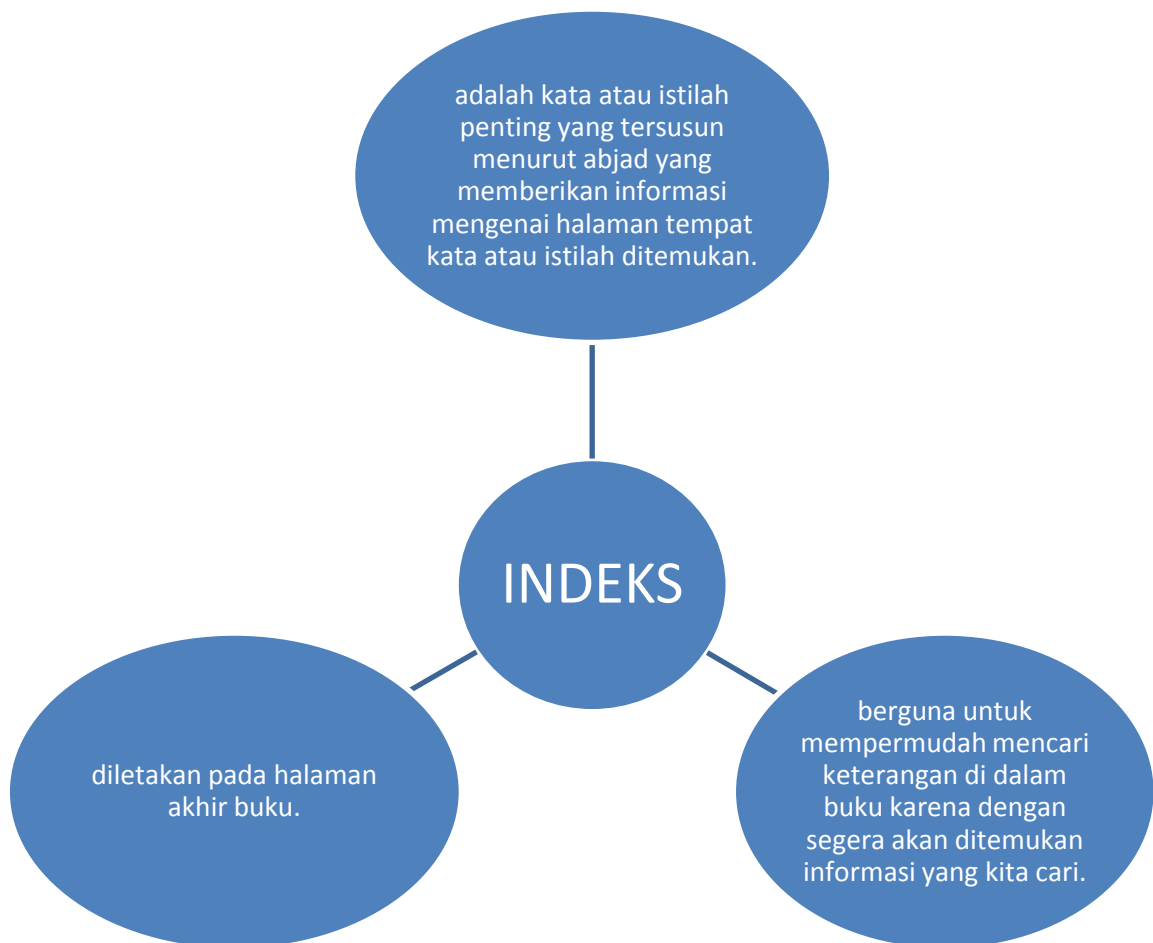 adalah kata atau istilah
penting yang tersusun
menurut abjad yang
memberikan informasi
mengenai halaman tempat
kata atau istilah ditemukan.
INDEKS
diletakan pada halaman
akhir buku.
berguna untuk
mempermudah mencari
keterangan di dalam
buku karena dengan
segera akan ditemukan
informasi yang kita cari.